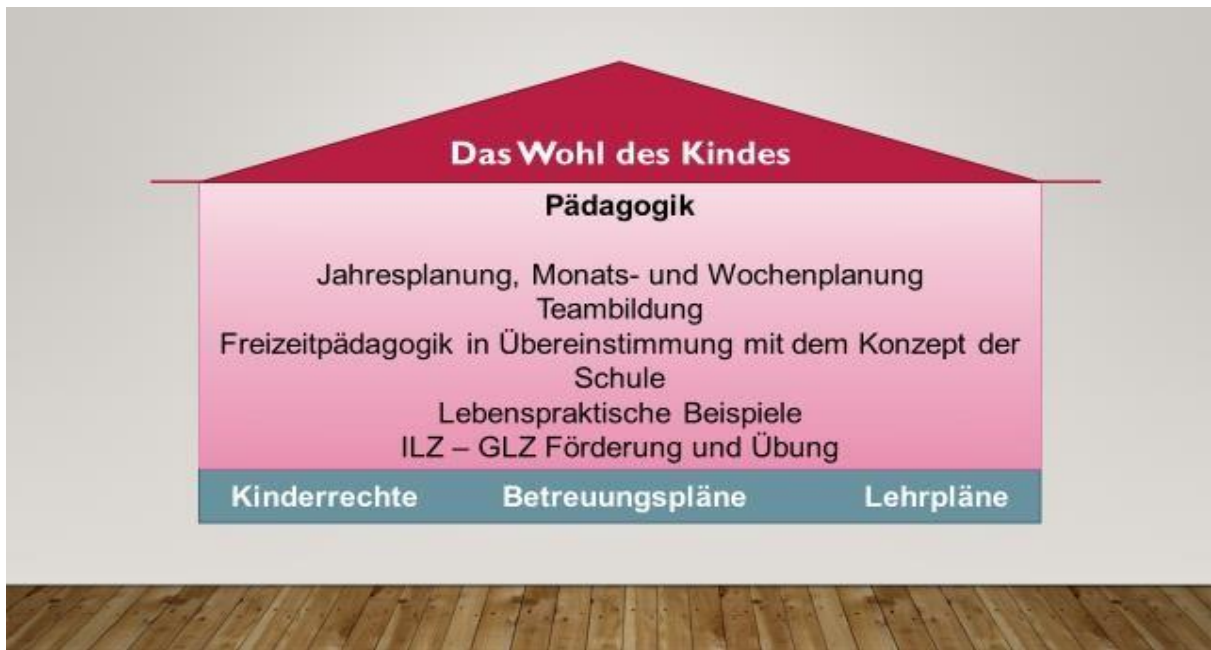 Das Wohl des Kindes
Pädagogik
Jahresplanung, Monats- und Wochenplanung
Teambildung
Freizeitpädagogik in Übereinstimmung mit dem Konzept der
Schule
Lebenspraktische Beispiele
ILZ – GLZ Förderung und Übung
Kinderrechte Betreuungspläne Lehrpläne